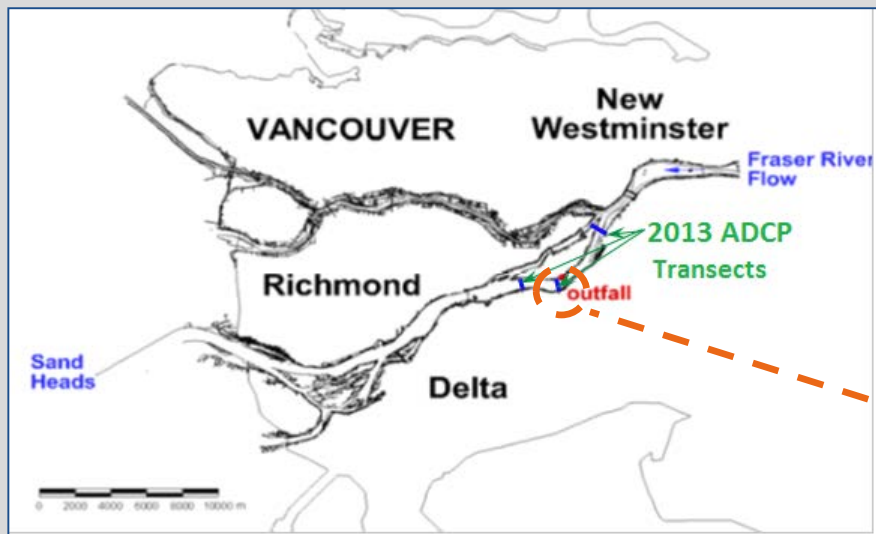 New
VANCOUVER
Westminster
Fraser River
Flow
2013 ADCP
Transects
Richmond
outfall
Sand
Heads
Delta
0 2000 4000 6000 8000 10000 m